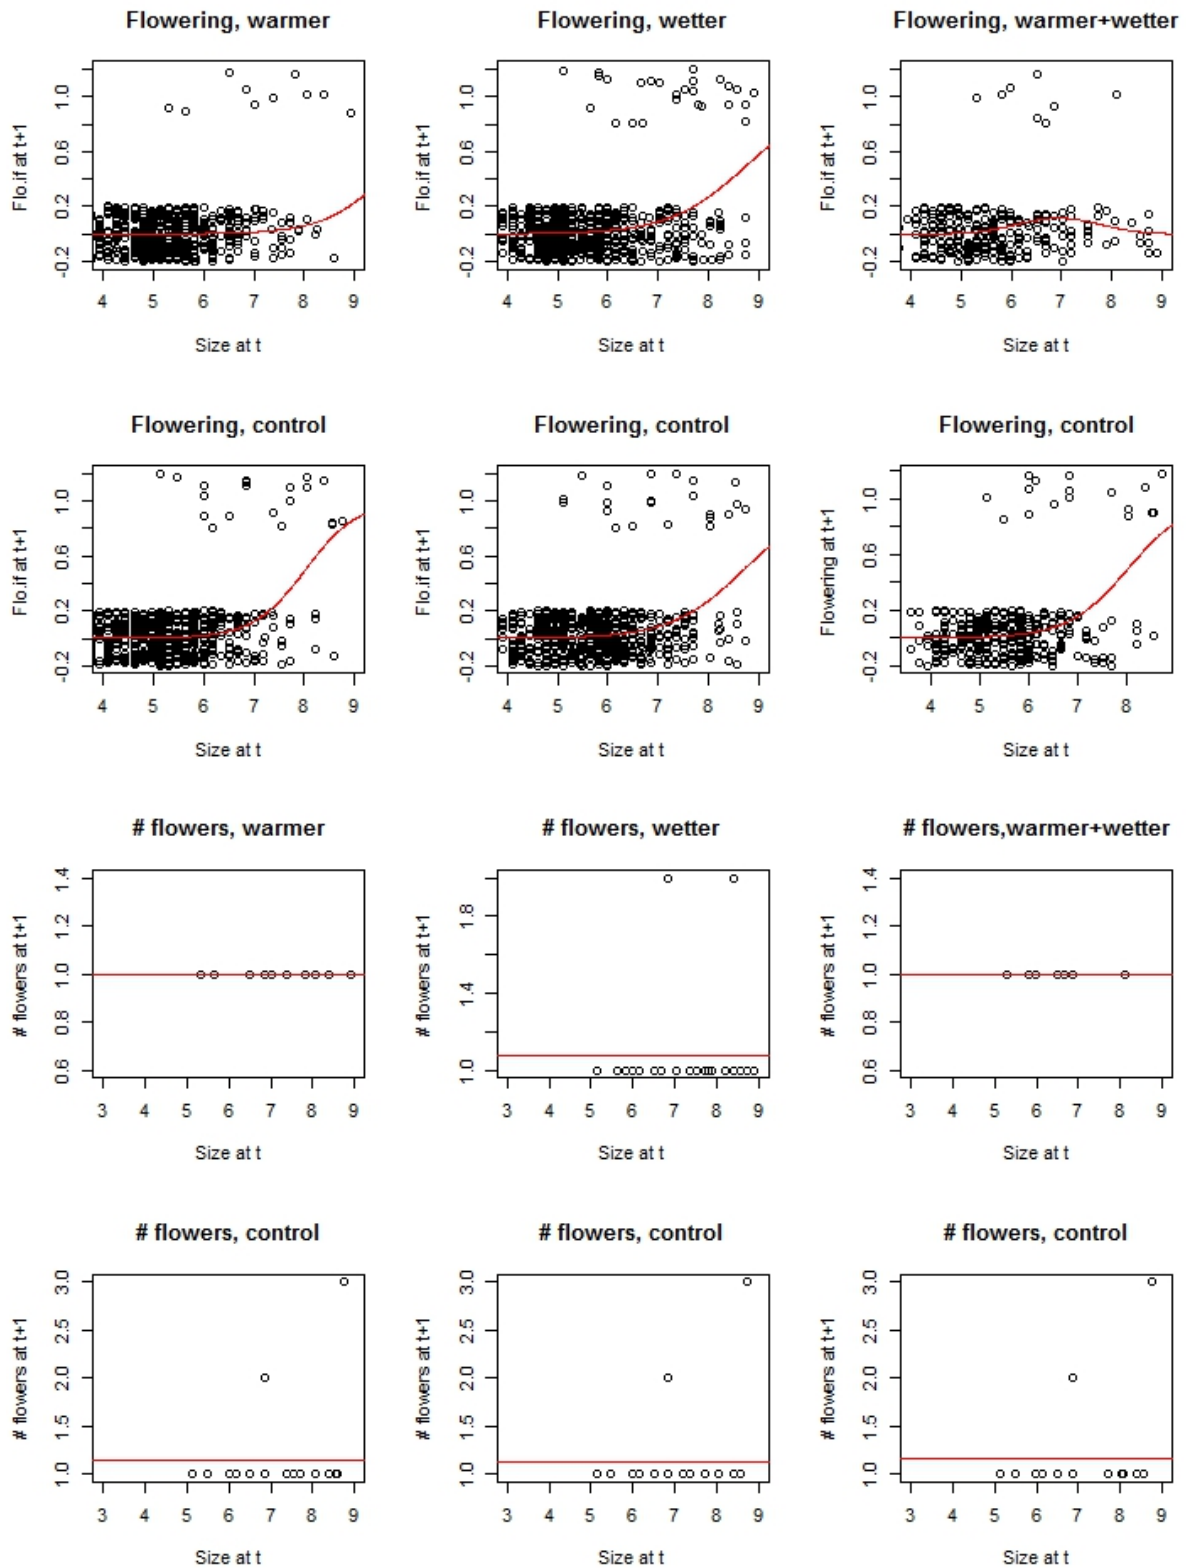 Flowering, warmer
Flowering, wetter
Flowering, warmer+wetter
Flo.if at t+1
-0.2 0.2 0.6 1.0
4 5 6 7 8 9
Size at t
Flo.if at t+1
-0.2 0.2 0.6 1.0
4 5 6 7 8 9
Size at t
Flo.if at t+1
-0.2 0.2 0.6 1.0
4 5 6 7 8 9
Size at t
Flowering, control
Flowering, control
Flowering, control
Flo.if at t+1
-0.2 0.2 0.6 1.0
4 5 6 7 8 9
Size at t
Flo.if at t+1
-0.2 0.2 0.6 1.0
4 5 6 7 8 9
Size at t
Flowering at t+1
-0.2 0.2 0.6 1.0
4 5 6 7 8
Size at t
# flowers, warmer
# flowers, wetter
# flowers,warmer+wetter
# flowers at t+1
0.6 0.8 1.0 1.2 1.4
3 4 5 6 7 8 9
Size at t
# flowers at t+1
1.0 1.4 1.8
3 4 5 6 7 8 9
Size at t
# flowers at t+1
0.6 0.8 1.0 1.2 1.4
3 4 5 6 7 8 9
Size at t
# flowers, control
# flowers, control
# flowers, control
# flowers at t+1
1.0 1.5 2.0 2.5 3.0
3 4 5 6 7 8 9
Size at t
# flowers at t+1
1.0 1.5 2.0 2.5 3.0
3 4 5 6 7 8 9
Size at t
# flowers at t+1
1.0 1.5 2.0 2.5 3.0
3 4 5 6 7 8 9
Size at t